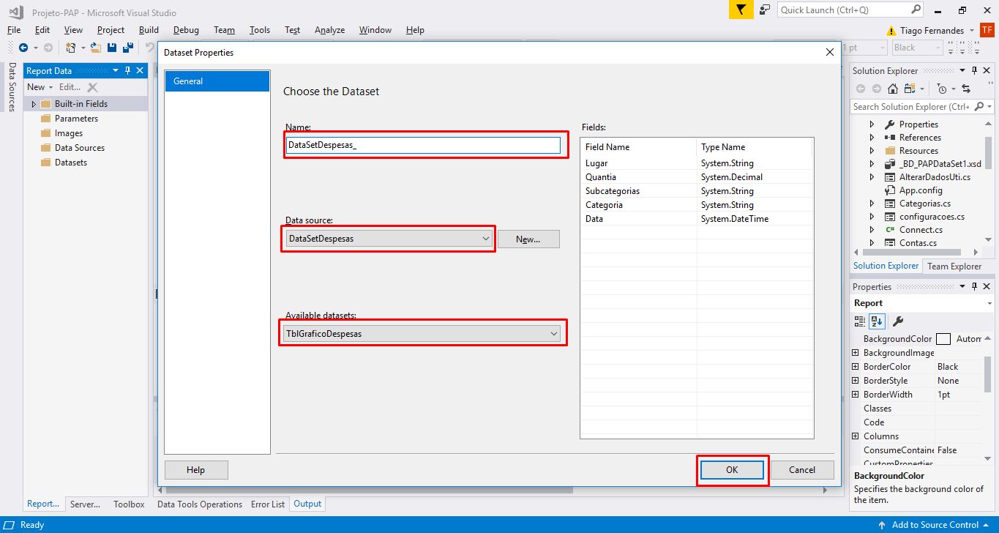 Projeto-PAP - Microsoft Visual Studio
Quick Launch (Ctrl+Q)
File Edit View Project Build Debug Team Tools Test Analyze Window Help
Tiago Fernandes TF
1 pt Black
Data Sources
Report Data
New Edit...
Built-in Fields
Parameters
Images
Data Sources
Datasets
Dataset Properties
General
Choose the Dataset
Name:
DataSetDespesas_
Data source:
DataSetDespesas
New...
Available datasets:
TblGraficoDespesas
Fields:
Field Name Type Name
Lugar System.String
Quantia System.Decimal
Subcategorias System.String
Categoria System.String
Data System.DateTime
Help
OK
Cancel
Solution Explorer
Search Solution Explorer (Ctrl+
Properties
References
Resources
_BD_PAPDataSet1.xsd
AlterarDadosUti.cs
App.config
Categorias.cs
configuracoes.cs
C# Connect.cs
Contas.cs
Solution Explorer Team Explorer
Properties
Report
BackgroundColor Autom
BackgroundImage
BorderColor Black
BorderStyle None
BorderWidth 1pt
Classes
Code
Columns
ConsumeContaine False
CustomProperties
BackgroundColor
Specifies the background color of
the item.
Report... Server... Toolbox Data Tools Operations Error List Output
Ready
Add to Source Control